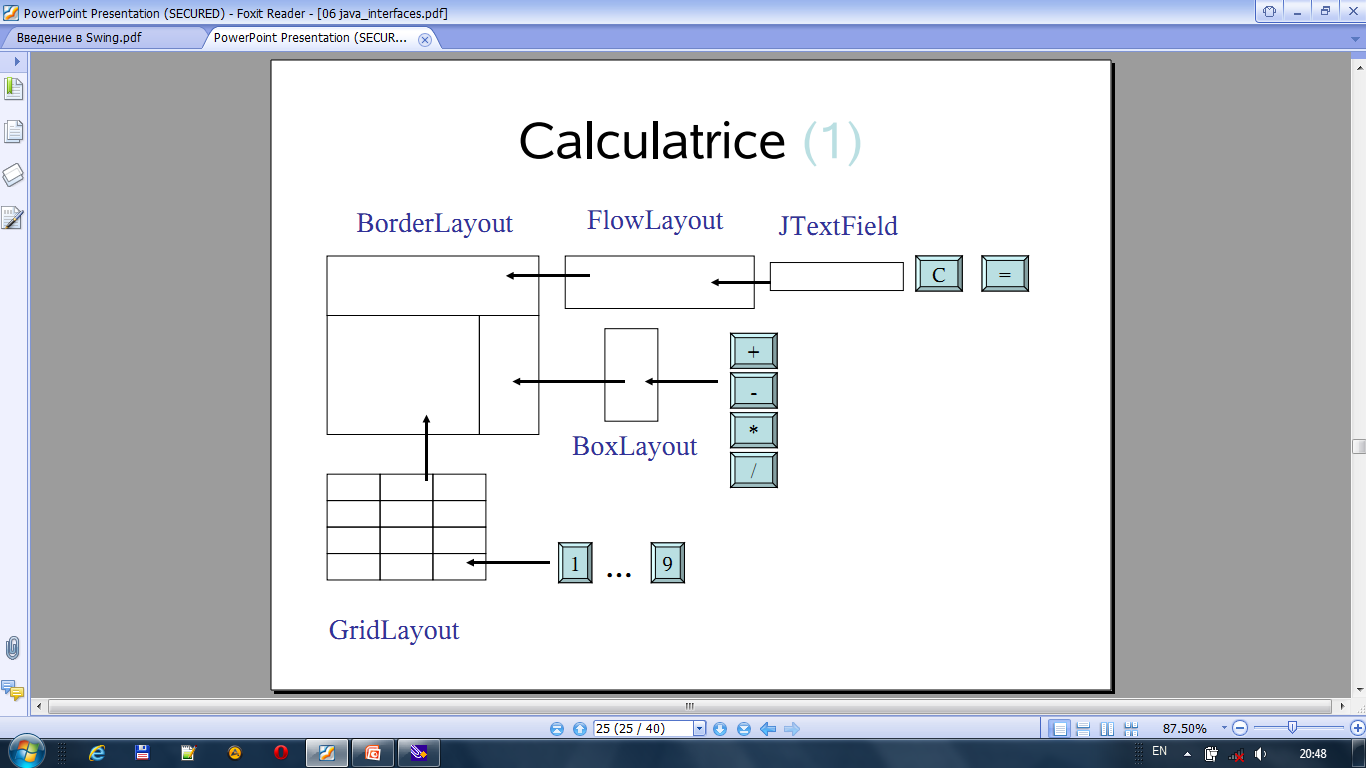 PowerPoint Presentation (SECURED) - Foxit Reader - [06 java_interfaces.pdf]
Введение в Swing.pdf
PowerPoint Presentation (SECUR...
Calculatrice (1)
BorderLayout
FlowLayout
JTextField
C
=
+
-
*
/
BoxLayout
1 ... 9
GridLayout
25 (25 / 40)
87.50%
EN
20:48